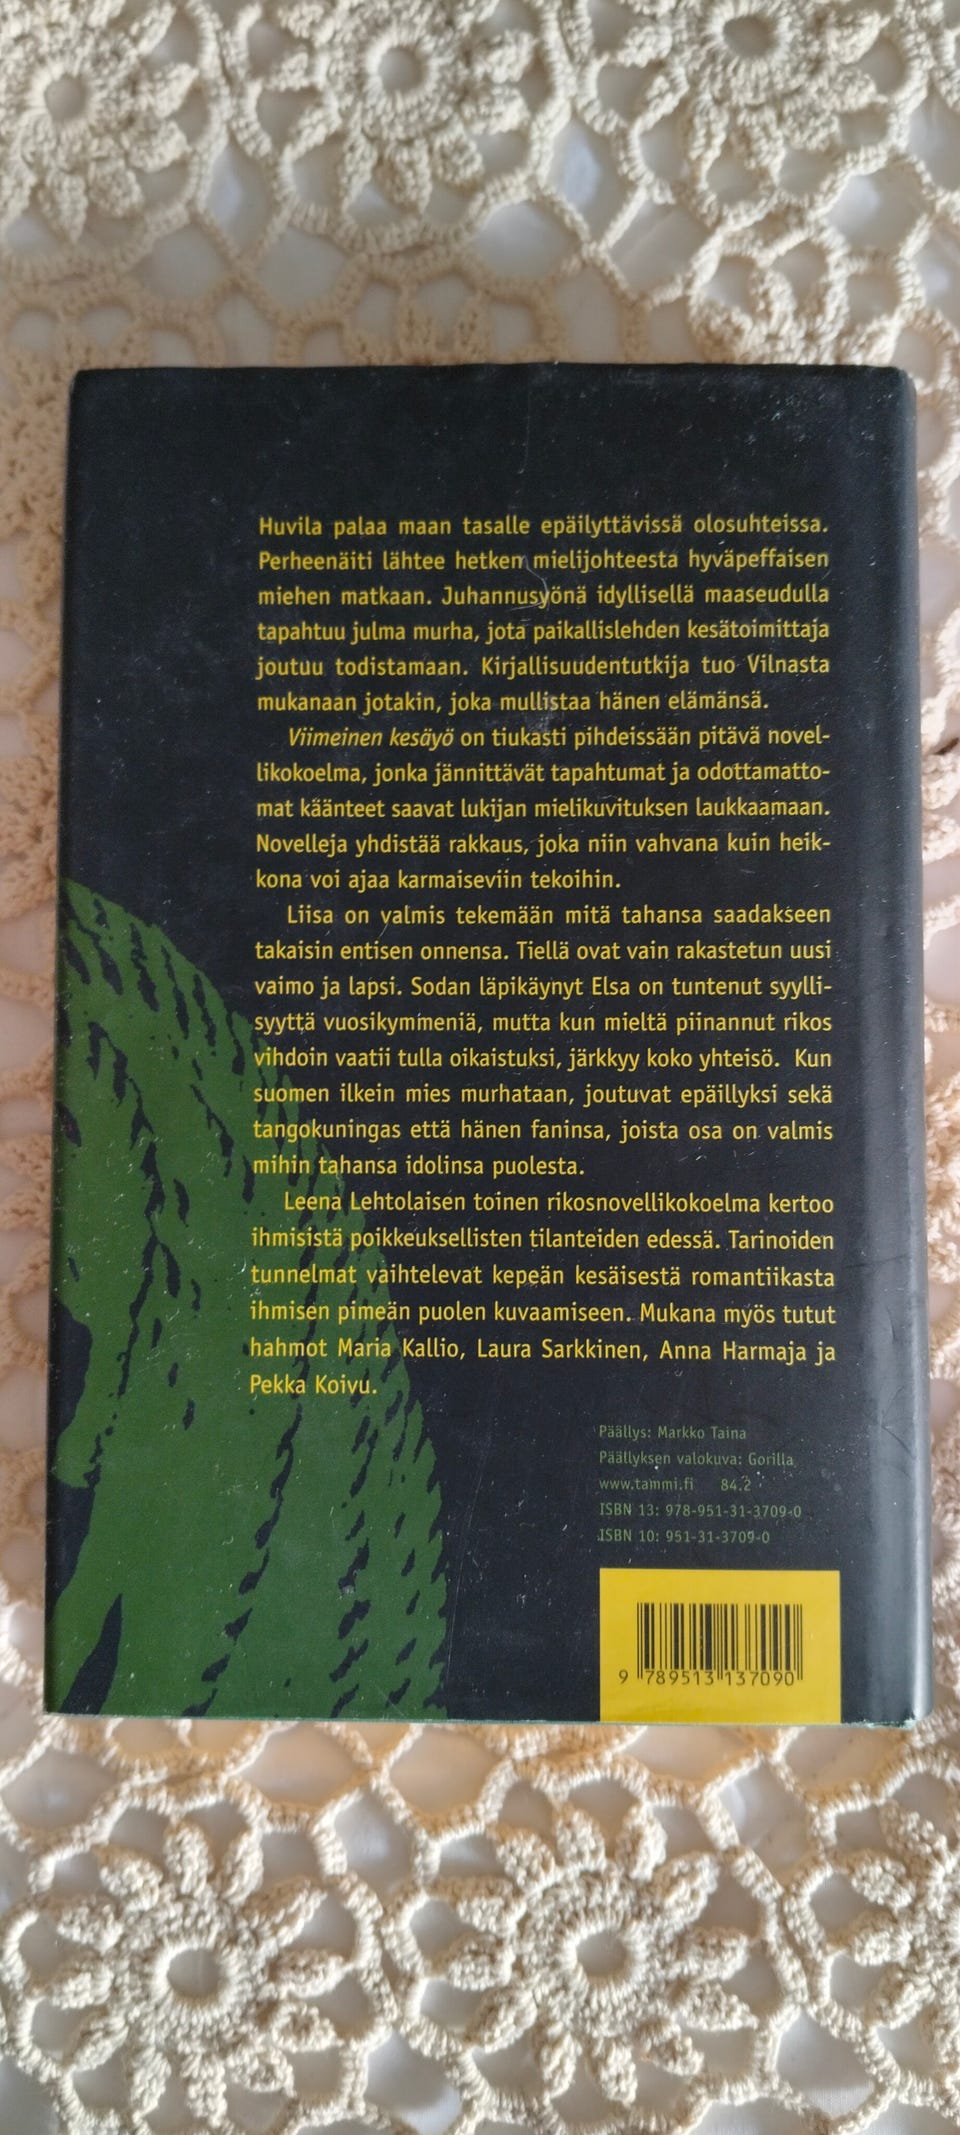 Huvila palaa maan tasalle epäilyttävissä olosuhteissa.
Perheenäiti lähtee hetken mielijohteesta hyväpeffaisen
miehen matkaan. Juhannusyönä idyllisellä maaseudulla
tapahtuu julma murha, jota paikallislehden kesätoimittaja
joutuu todistamaan. Kirjallisuudentutkija tuo Vilnasta
mukanaan jotakin, joka mullistaa hänen elämänsä.
Viimeinen kesäyö on tiukasti pihdeissään pitävä novel-
likokoelma, jonka jännittävät tapahtumat ja odottamatto-
mat käänteet saavat lukijan mielikuvituksen laukkaamaan.
Novelleja yhdistää rakkaus, joka niin vahvana kuin heik-
kona voi ajaa karmaiseviin tekoihin.
Liisa on valmis tekemään mitä tahansa saadakseen
takaisin entisen onnensa. Tiellä ovat vain rakastetun uusi
vaimo ja lapsi. Sodan läpikäynyt Elsa on tuntenut syylli-
syyttä vuosikymmeniä, mutta kun mieltä piinannut rikos
vihdoin vaatii tulla oikaistuksi, järkkyy koko yhteisö. Kun
suomen ilkein mies murhataan, joutuvat epäillyksi sekä
tangokuningas että hänen faninsa, joista osa on valmis
mihin tahansa idolinsa puolesta.
Leena Lehtolaisen toinen rikosnovellikokoelma kertoo
ihmisistä poikkeuksellisten tilanteiden edessä. Tarinoiden
tunnelmat vaihtelevat kepeän kesäisestä romantiikasta
ihmisen pimeän puolen kuvaamiseen. Mukana myös tutut
hahmot Maria Kallio, Laura Sarkkinen, Anna Harmaja ja
Pekka Koivu.
Päällys: Markko Taina
Päällyksen valokuva: Gorilla
www.tammi.fi 84.2
ISBN 13: 978-951-31-3709-0
ISBN 10: 951-31-3709-0
9 789513 137090